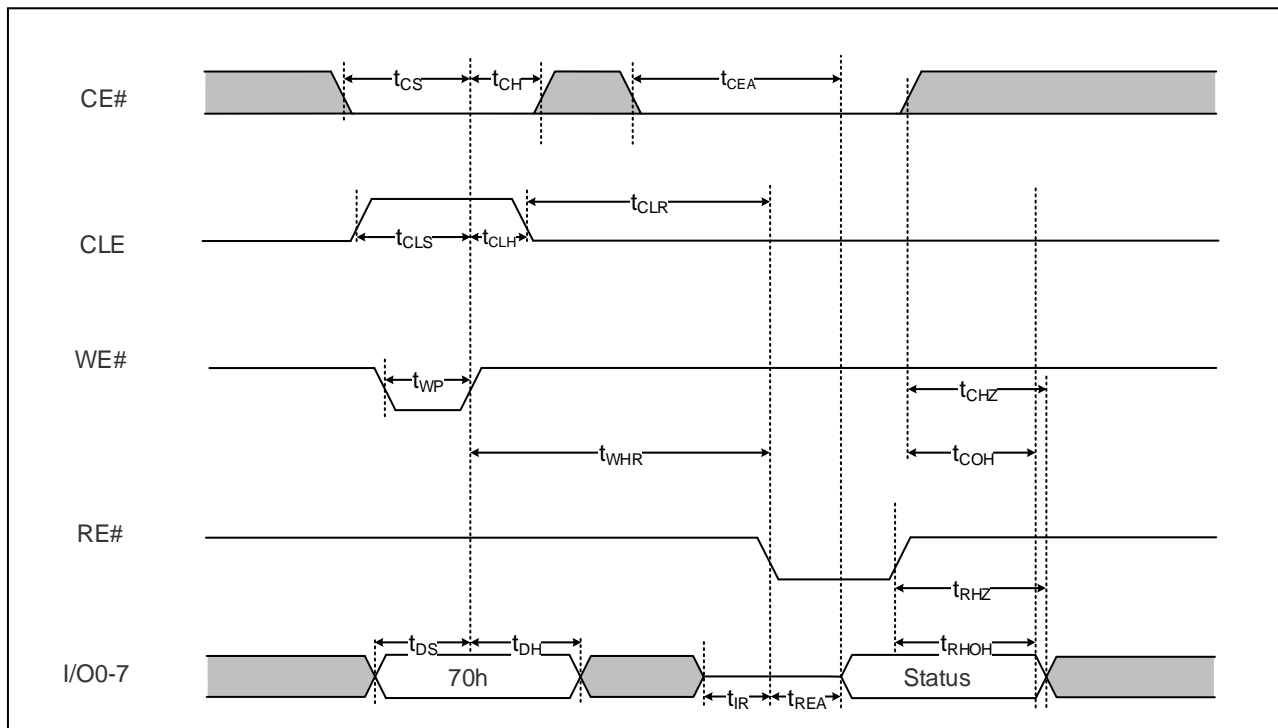 CE#
tCS
tCH
tCEA
CLE
tCLR
tCLS
tCLH
WE#
tWP
tCHZ
tWHR
tCOH
RE#
tRHZ
I/O0-7
tDS
tDH
tRHOH
70h
Status
tIR
tREA